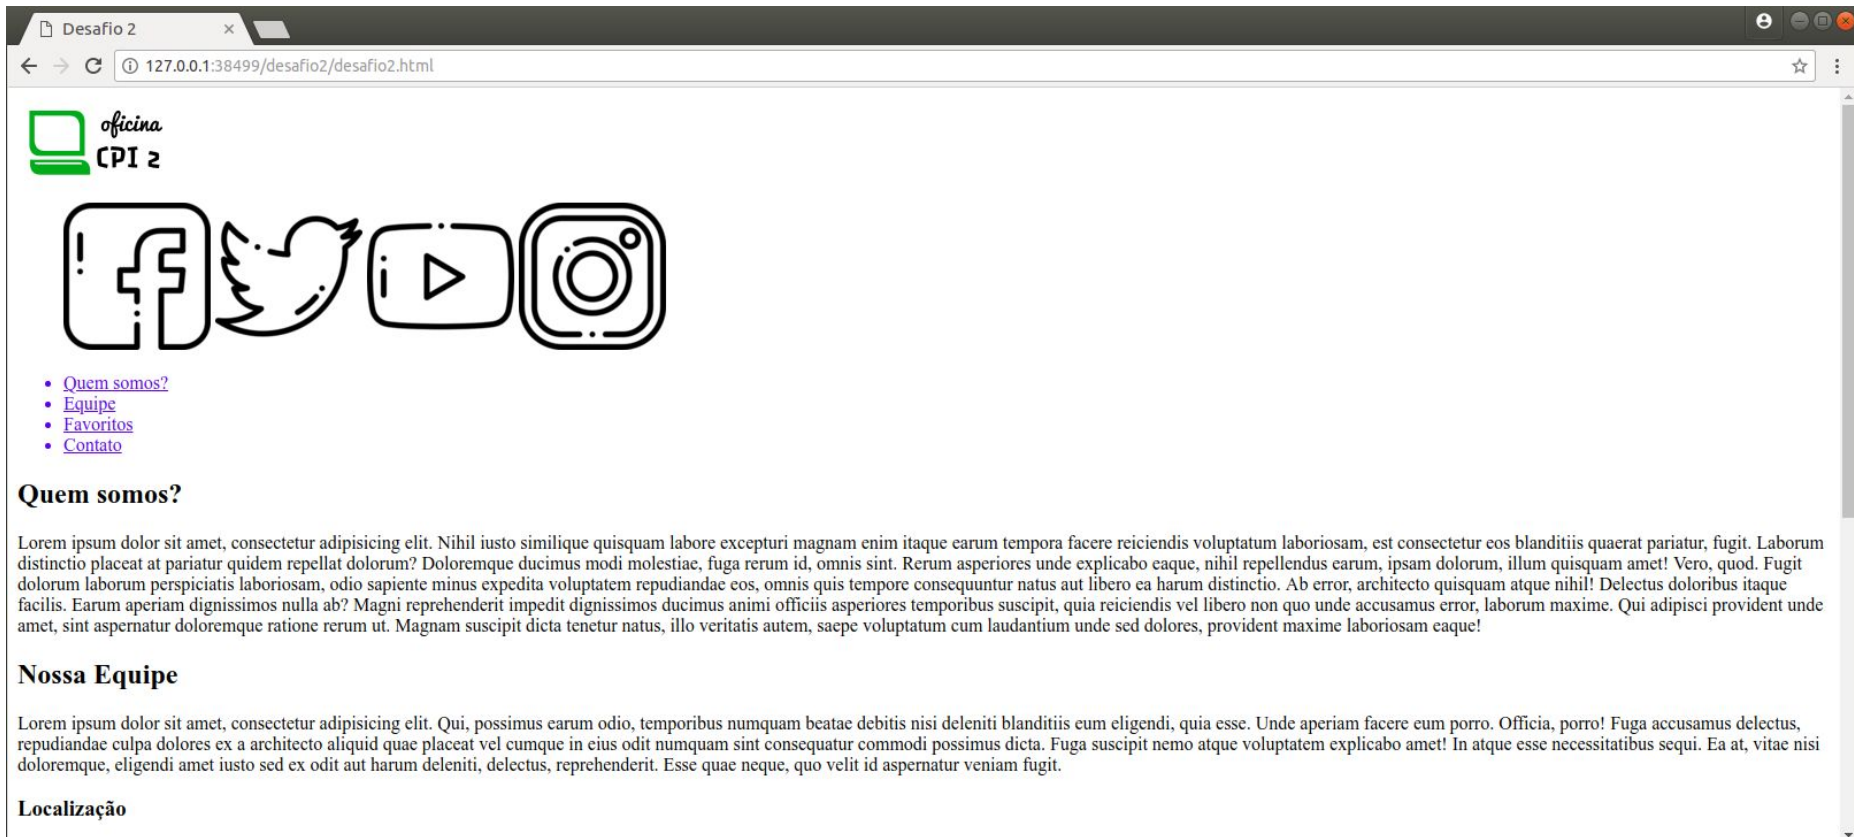 Desafio 2
127.0.0.1:38499/desafio2/desafio2.html
oficina
CPI 2
Quem somos?
Equipe
Favoritos
Contato
Quem somos?
Lorem ipsum dolor sit amet, consectetur adipisicing elit. Nihil iusto similique quisquam labore excepturi magnam enim itaque earum tempora facere reiciendis voluptatum laboriosam, est consectetur eos blanditiis quaerat pariatur, fugit. Laborum
distinctio placeat at pariatur quidem repellat dolorum? Doloremque ducimus modi molestiae, fuga rerum id, omnis sint. Rerum asperiores unde explicabo eaque, nihil repellendus earum, ipsam dolorum, illum quisquam amet! Vero, quod. Fugit
dolorum laborum perspiciatis laboriosam, odio sapiente minus expedita voluptatem repudiandae eos, omnis quis tempore consequuntur natus aut libero ea harum distinctio. Ab error, architecto quisquam atque nihil! Delectus doloribus itaque
facilis. Earum aperiam dignissimos nulla ab? Magni reprehenderit impedit dignissimos ducimus animi officiis asperiores temporibus suscipit, quia reiciendis vel libero non quo unde accusamus error, laborum maxime. Qui adipisci provident unde
amet, sint aspernatur doloremque ratione rerum ut. Magnam suscipit dicta tenetur natus, illo veritatis autem, saepe voluptatum cum laudantium unde sed dolores, provident maxime laboriosam eaque!
Nossa Equipe
Lorem ipsum dolor sit amet, consectetur adipisicing elit. Qui, possimus earum odio, temporibus numquam beatae debitis nisi deleniti blanditiis eum eligendi, quia esse. Unde aperiam facere eum porro. Officia, porro! Fuga accusamus delectus,
repudiandae culpa dolores ex a architecto aliquid quae placeat vel cumque in eius odit numquam sint consequatur commodi possimus dicta. Fuga suscipit nemo atque voluptatem explicabo amet! In atque esse necessitatibus sequi. Ea at, vitae nisi
doloremque, eligendi amet iusto sed ex odit aut harum deleniti, delectus, reprehenderit. Esse quae neque, quo velit id aspernatur veniam fugit.
Localização